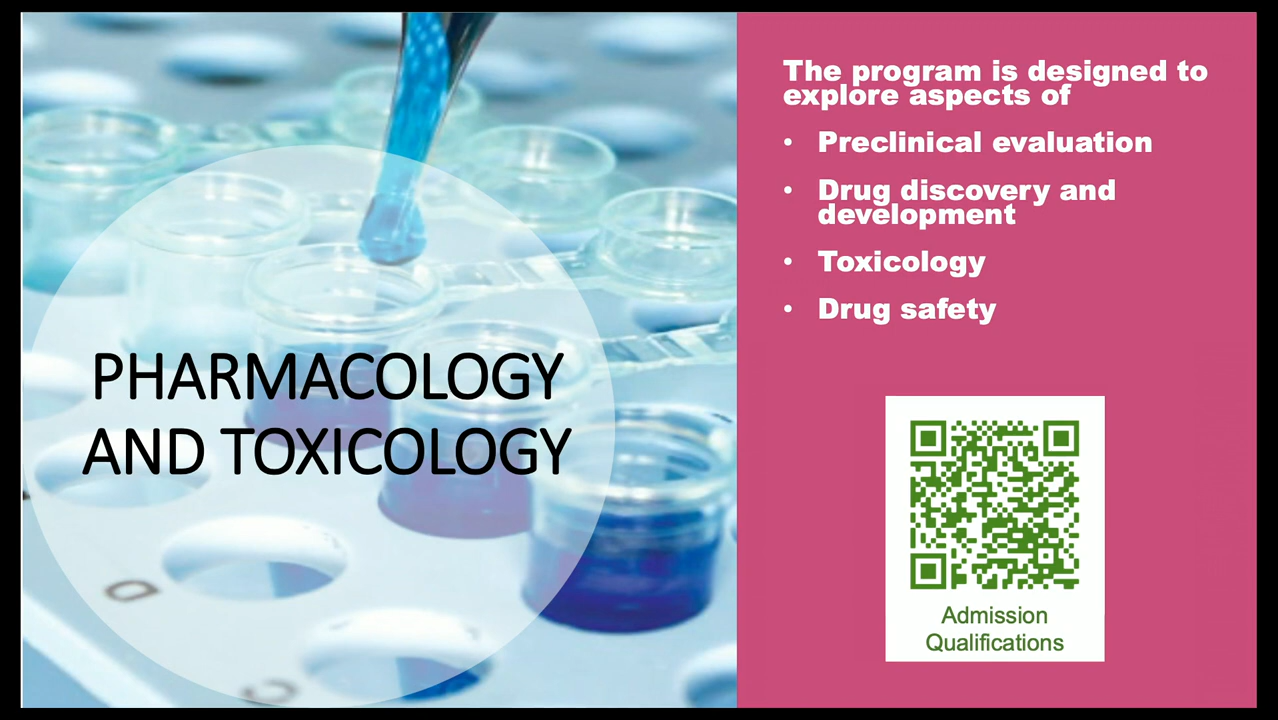 PHARMACOLOGY
AND TOXICOLOGY
The program is designed to
explore aspects of
• Preclinical evaluation
• Drug discovery and
development
• Toxicology
• Drug safety
Admission
Qualifications
D
C